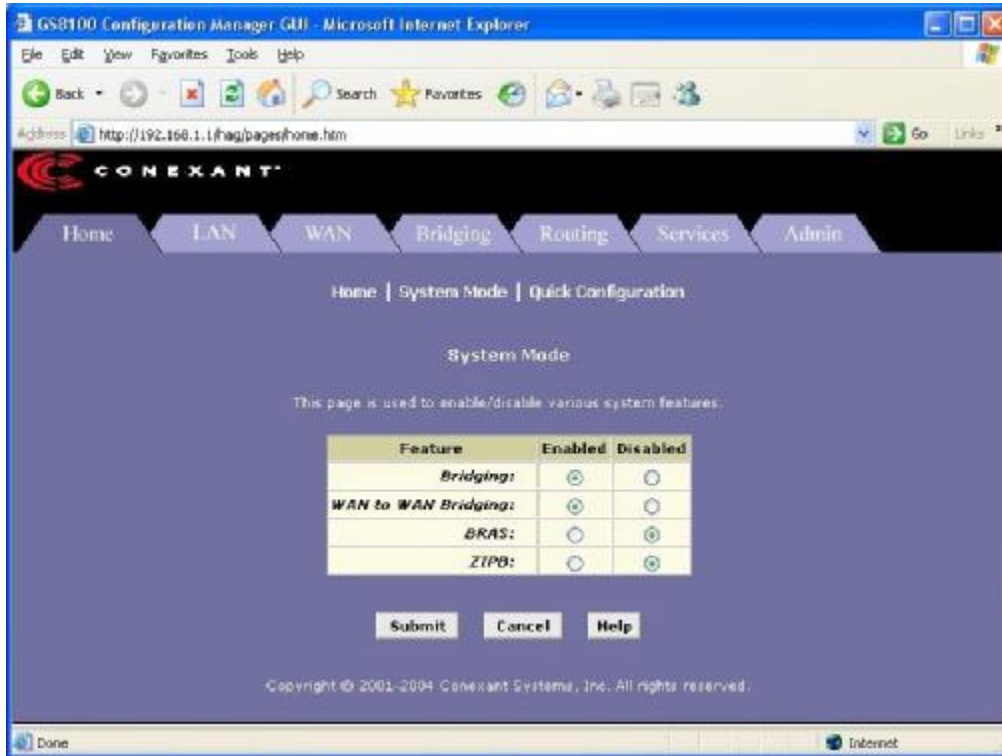 GS8100 Configuration Manager GUI - Microsoft Internet Explorer
File Edit View Favorites Tools Help
Back Search Favorites
Address http://192.168.1.1/hag/pages/home.htm Go Links
CONEXANT
Home LAN WAN Bridging Routing Services Admin
Home | System Mode | Quick Configuration
System Mode
This page is used to enable/disable various system features.
Feature Enabled Disabled
Bridging:
WAN to WAN Bridging:
BRAS:
ZIPB:
Submit Cancel Help
Copyright © 2001-2004 Conexant Systems, Inc. All rights reserved.
Done Internet